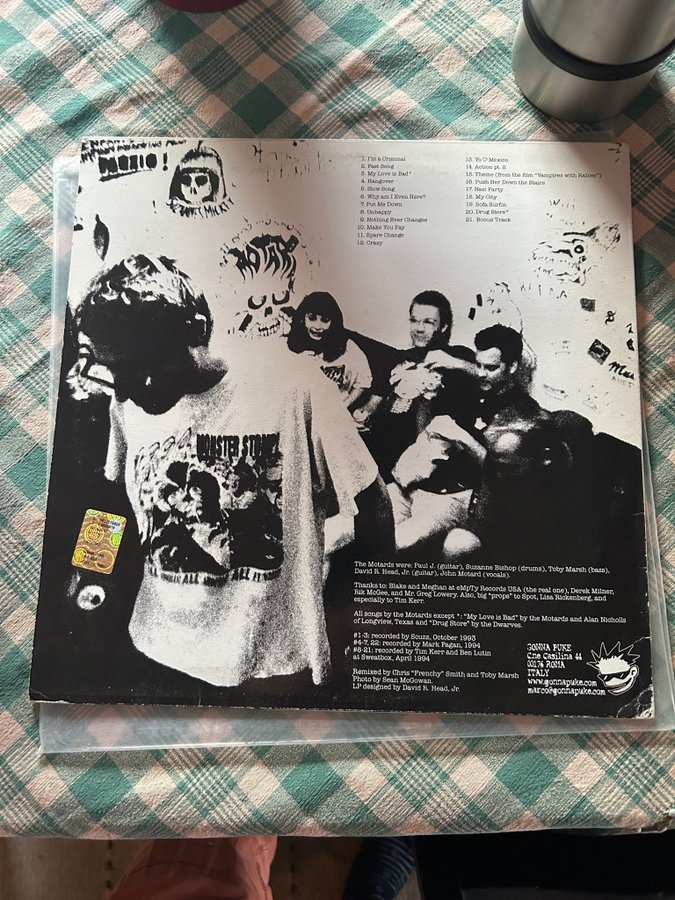 MOTARDS
MONSTER STOMP
1. I'm a Criminal
2. Fast Song
3. My Love is Bad*
4. Hangover
5. Slow Song
6. Why am I Even Here?
7. Put Me Down
8. Unhappy
9. Nothing Ever Changes
10. Make You Pay
11. Spare Change
12. Crazy
13. Yo'O'Mexico
14. Action pt. 2
15. Theme (from the film "Vampires with Rabies")
16. Push Her Down the Stairs
17. Nazi Party
18. My City
19. Sofa Surfin
20. Drug Store*
21. Bonus Track
The Motards were: Paul J. (guitar), Suzanne Bishop (drums), Toby Marsh (bass),
David R. Head, Jr. (guitar), John Motard (vocals).
Thanks to: Blake and Meghan at eMpTy Records USA (the real one), Derek Milner,
Rik McGee, and Mr. Greg Lowery. Also, big "props" to Spot, Lisa Rickenberg, and
especially to Tim Kerr.
All songs by the Motards except *: "My Love is Bad" by the Motards and Alan Nicholls
of Longview, Texas and "Drug Store" by the Dwarves.
#1-3: recorded by Scuzz, October 1993
#4-7, 22: recorded by Mark Fagan, 1994
#8-21: recorded by Tim Kerr and Ben Lotin
at Sweatbox, April 1994
Remixed by Chris "Frenchy" Smith and Toby Marsh
Photo by Sean McGowan.
LP designed by David R. Head, Jr.
GONNA PUKE
C.ne Casilina 44
00176 ROMA
ITALY
www.gonnapuke.com
marco@gonnapuke.com